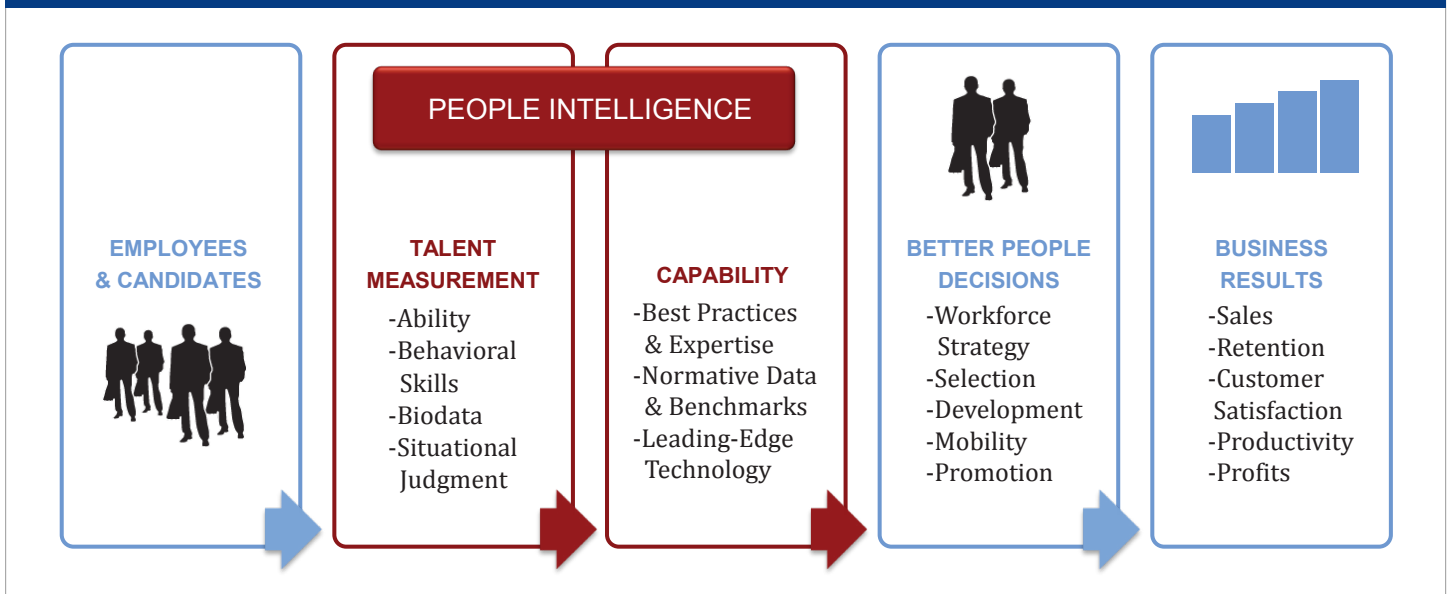 PEOPLE INTELLIGENCE
EMPLOYEES
& CANDIDATES
TALENT
MEASUREMENT
-Ability
-Behavioral
Skills
-Biodata
-Situational
Judgment
CAPABILITY
-Best Practices
& Expertise
-Normative Data
& Benchmarks
-Leading-Edge
Technology
BETTER PEOPLE
DECISIONS
-Workforce
Strategy
-Selection
-Development
-Mobility
-Promotion
BUSINESS
RESULTS
-Sales
-Retention
-Customer
Satisfaction
-Productivity
-Profits